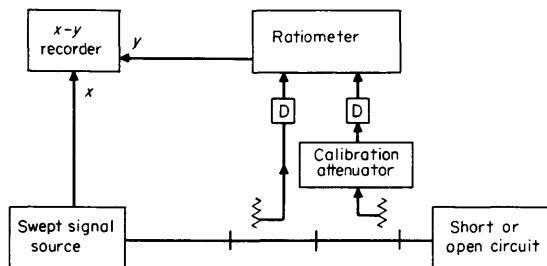 x-y
recorder
y
Ratiometer
x
D
D
Calibration
attenuator
Swept signal
source
Short or
open circuit